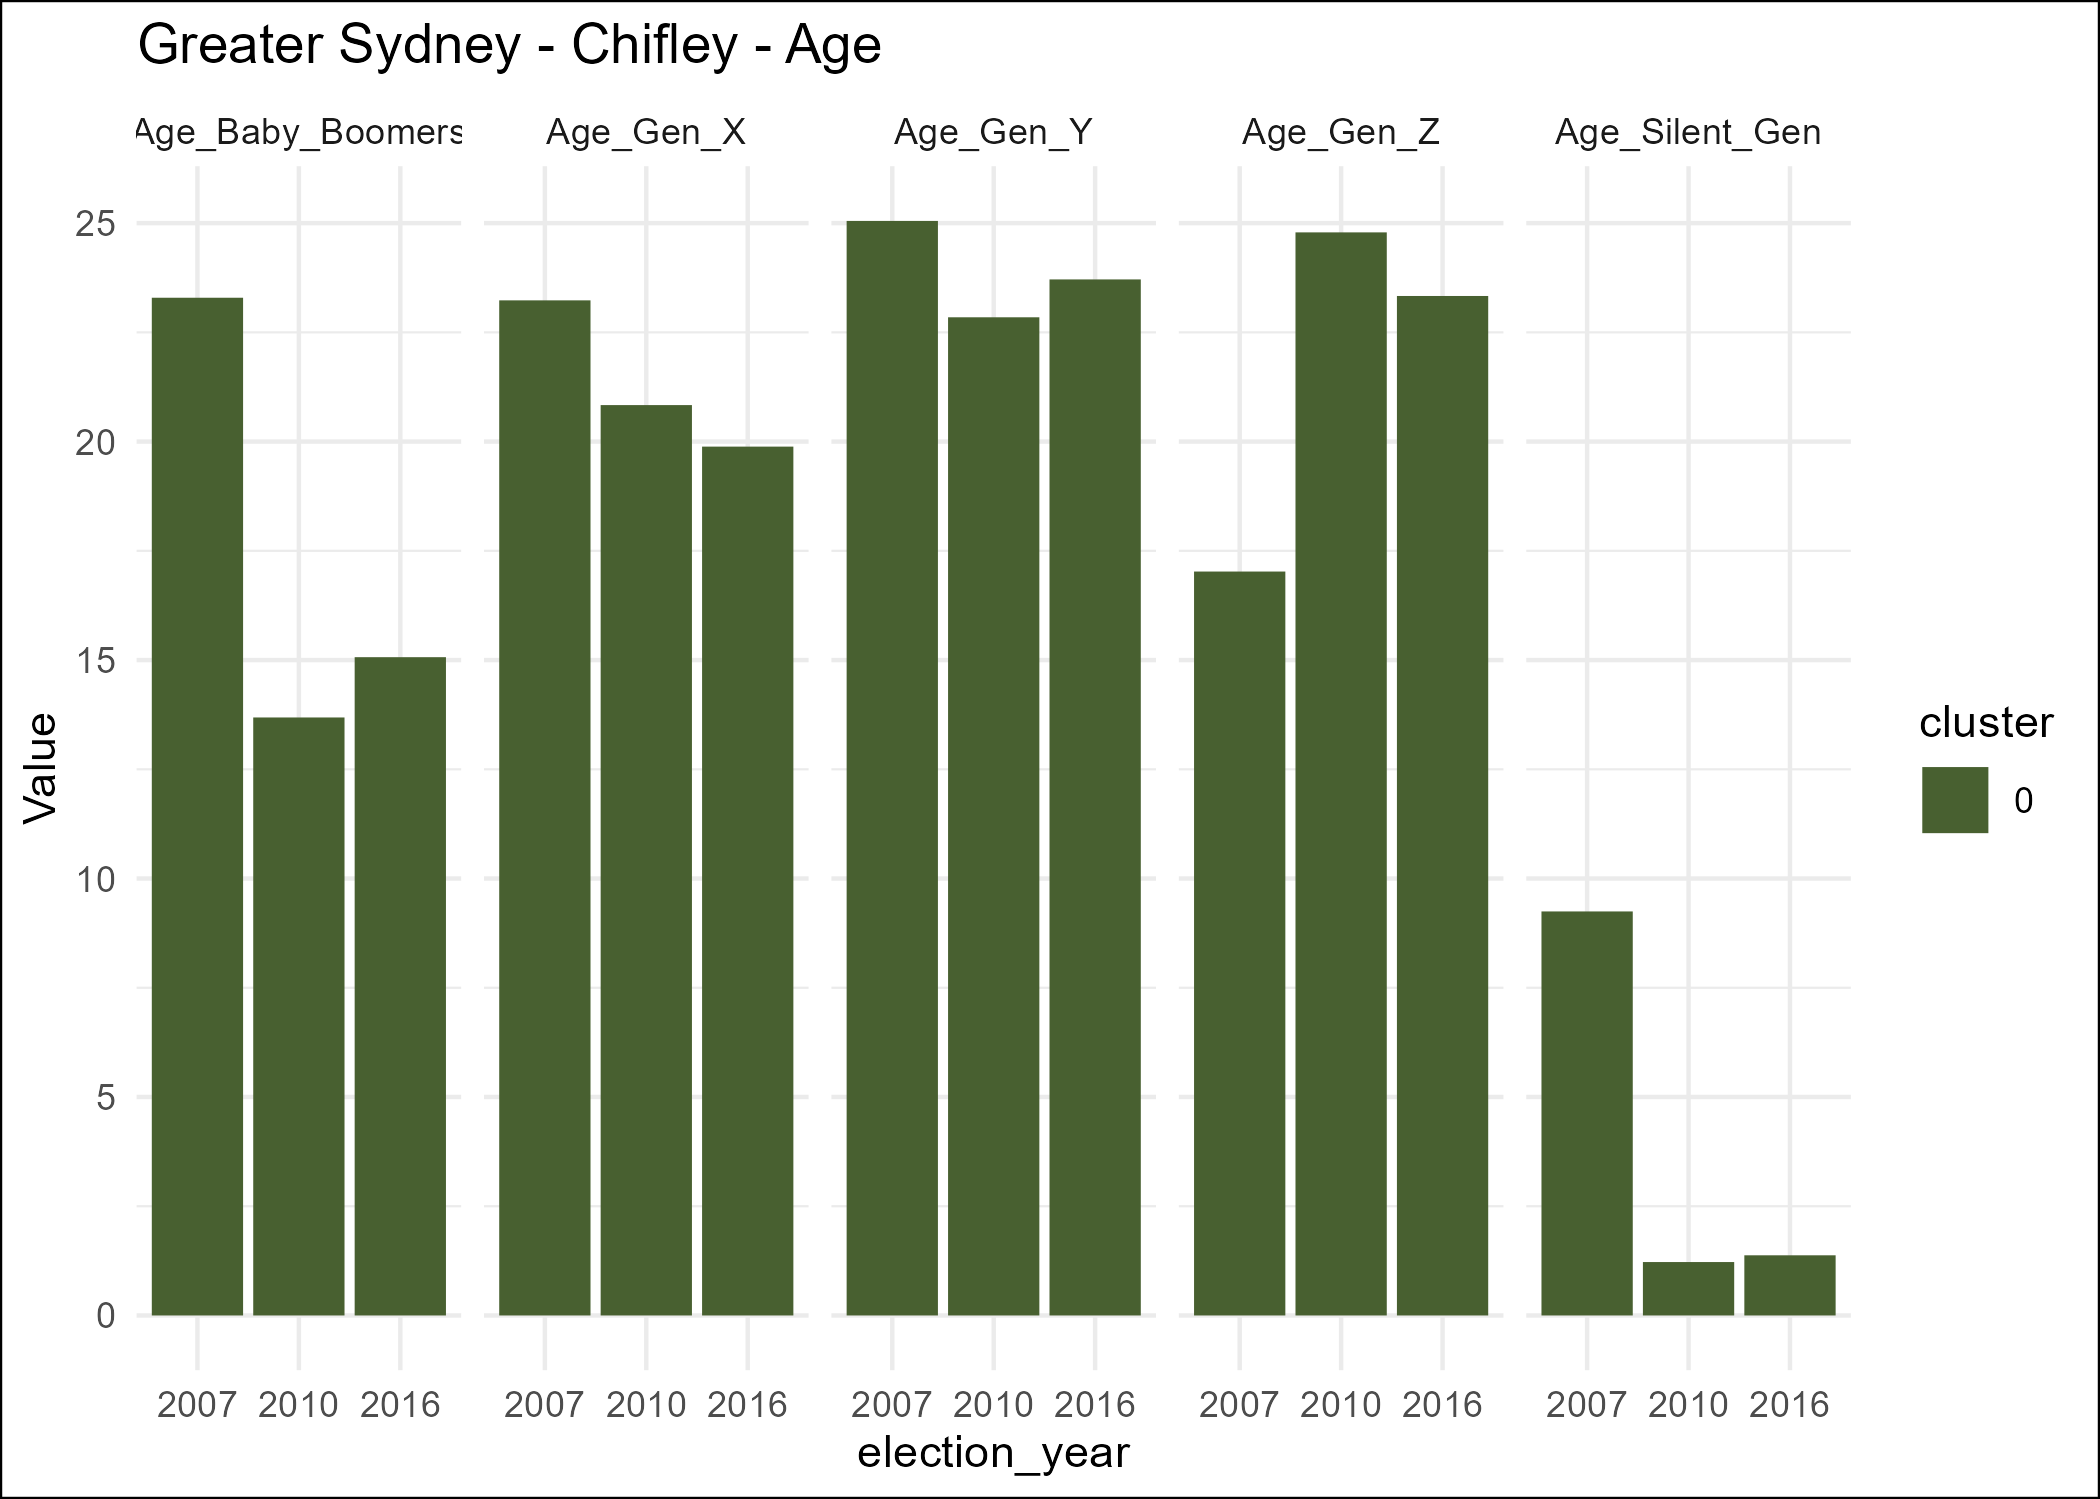 Greater Sydney - Chifley - Age
Age_Baby_Boomers Age_Gen_X Age_Gen_Y Age_Gen_Z Age_Silent_Gen
25
20
15
10
5
0
Value
cluster
0
2007 2010 2016 2007 2010 2016 2007 2010 2016 2007 2010 2016 2007 2010 2016
election_year